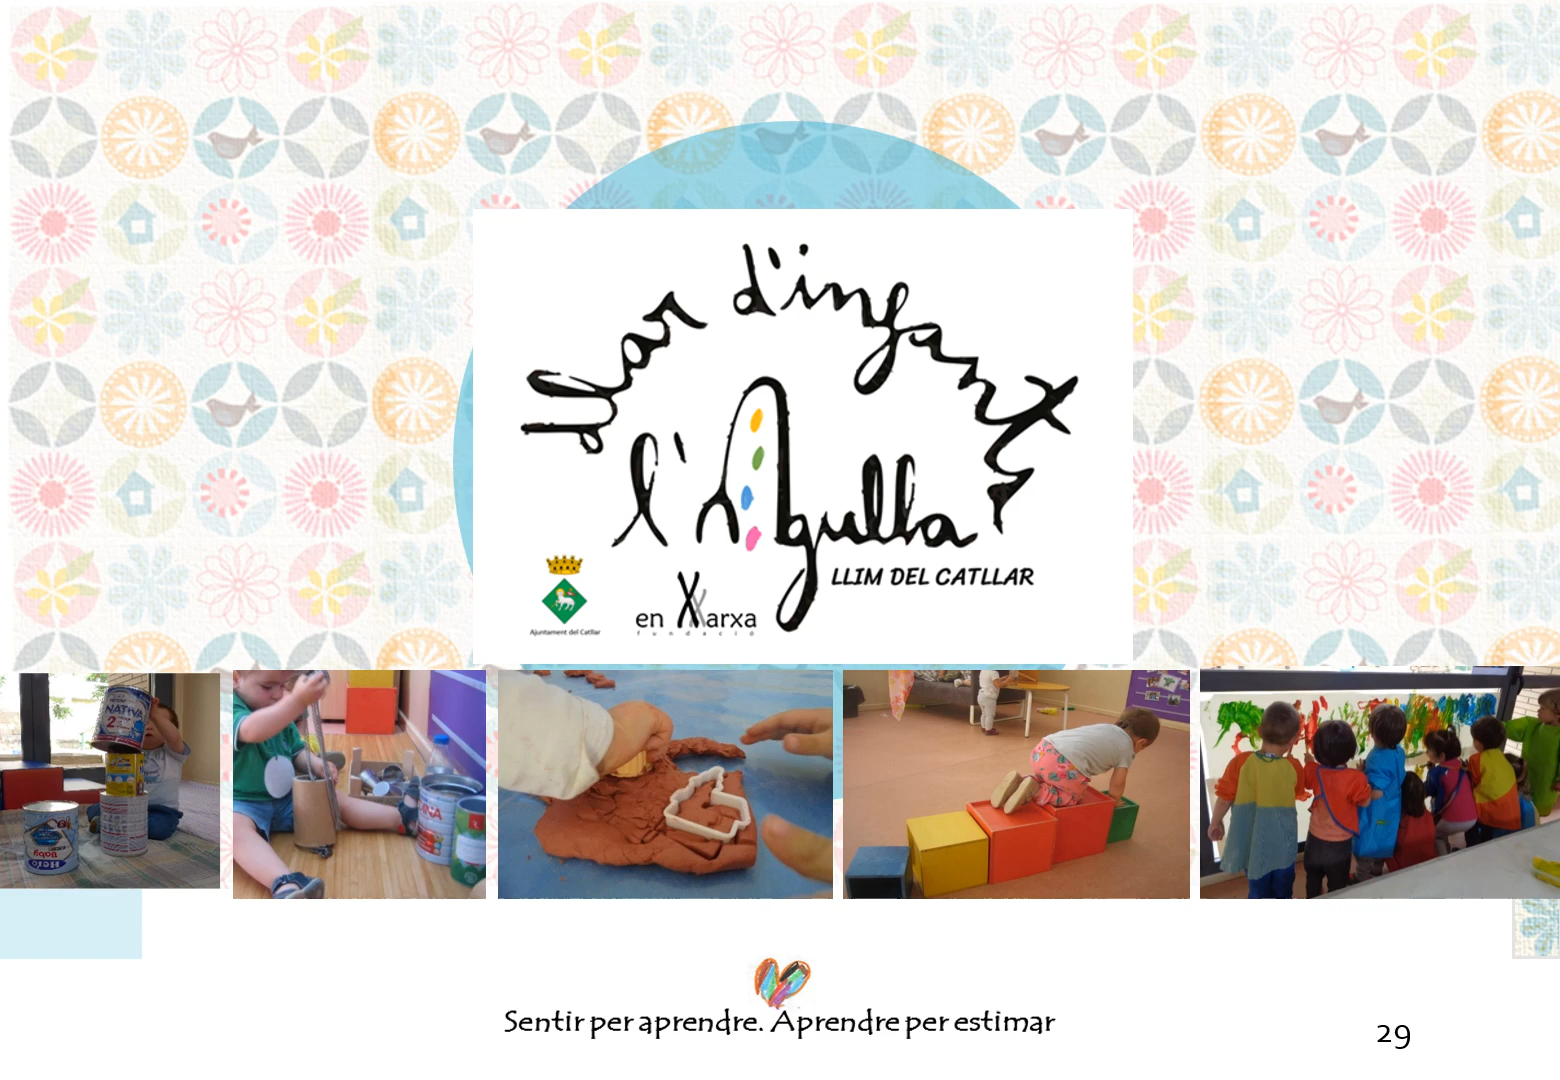 llar d'infants
l'Agulla
LLIM DEL CATLLAR
Ajuntament del Catllar
en Xarxa
fundació
NATIVA
2
Sentir per aprendre. Aprendre per estimar
29